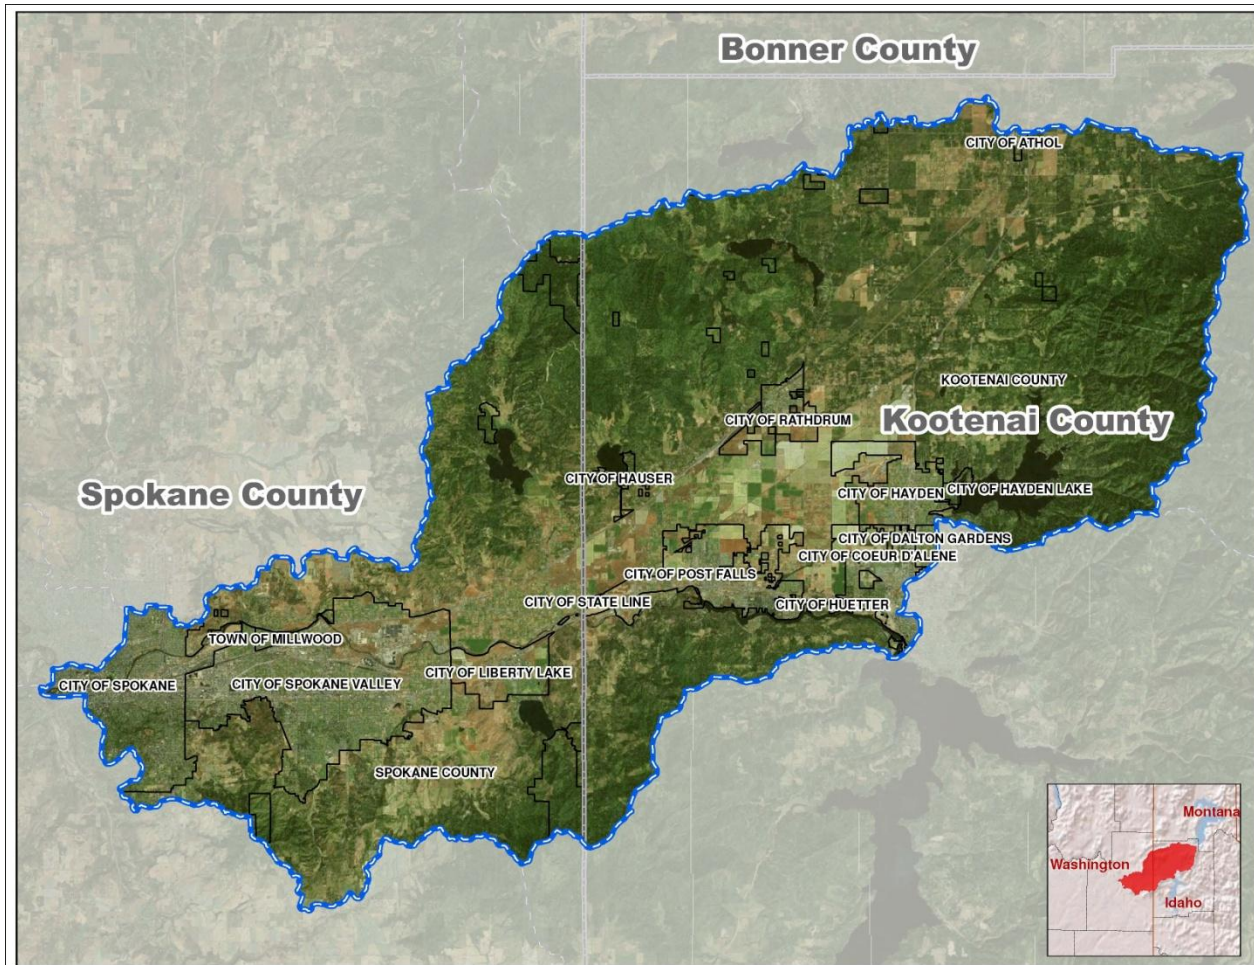 Bonner County
CITY OF ATHOL
KOOTENAI COUNTY
Kootenai County
CITY OF RATHDRUM
CITY OF HAUSER
CITY OF HAYDEN
CITY OF HAYDEN LAKE
Spokane County
CITY OF DALTON GARDENS
CITY OF COEUR D'ALENE
CITY OF POST FALLS
CITY OF STATE LINE
CITY OF HUETTER
TOWN OF MILLWOOD
CITY OF LIBERTY LAKE
CITY OF SPOKANE
CITY OF SPOKANE VALLEY
SPOKANE COUNTY
Montana
Washington
Idaho